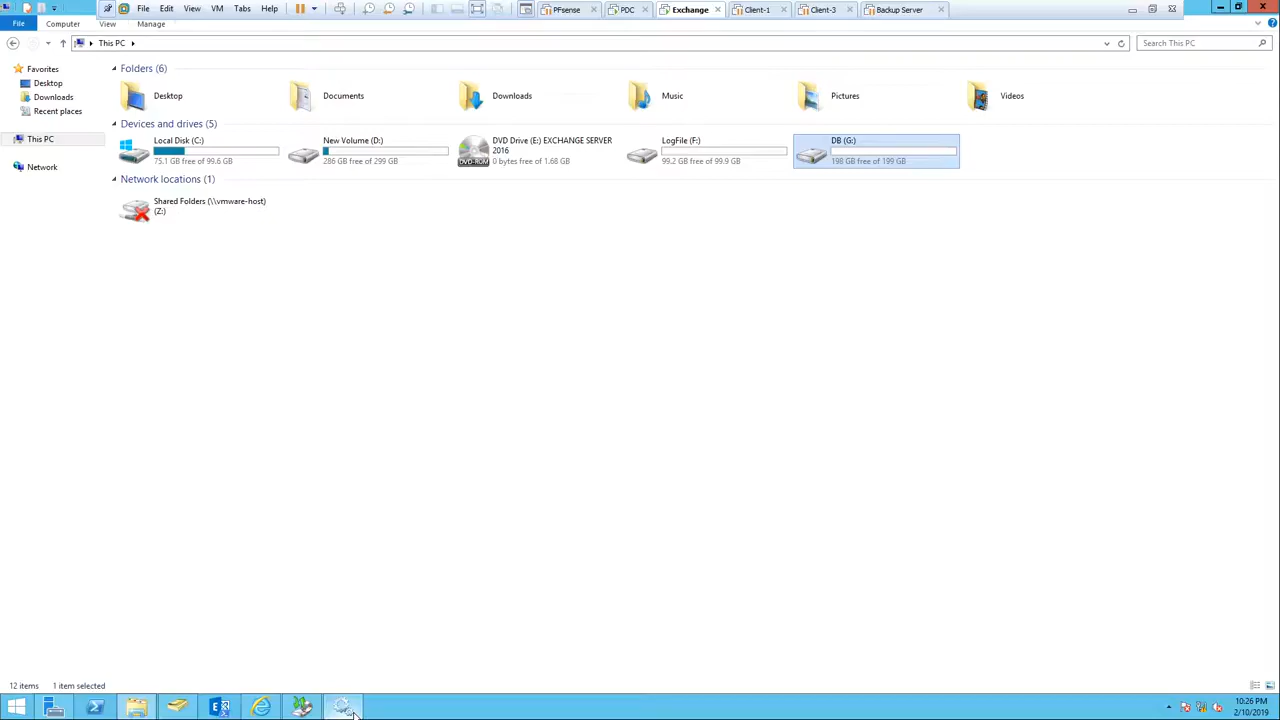 File Edit View VM Tabs Help PFsense PDC Exchange Client-1 Client-3 Backup Server
File Computer View Manage
This PC Search This PC
Favorites
Desktop
Downloads
Recent places
This PC
Network
Folders (6)
Desktop Documents Downloads Music Pictures Videos
Devices and drives (5)
Local Disk (C:)
75.1 GB free of 99.6 GB
New Volume (D:)
286 GB free of 299 GB
DVD Drive (E:) EXCHANGE SERVER
2016
0 bytes free of 1.68 GB
DVD-ROM
LogFile (F:)
99.2 GB free of 99.9 GB
DB (G:)
198 GB free of 199 GB
Network locations (1)
Shared Folders (\\vmware-host)
(Z:)
12 items 1 item selected
10:26 PM
2/10/2019